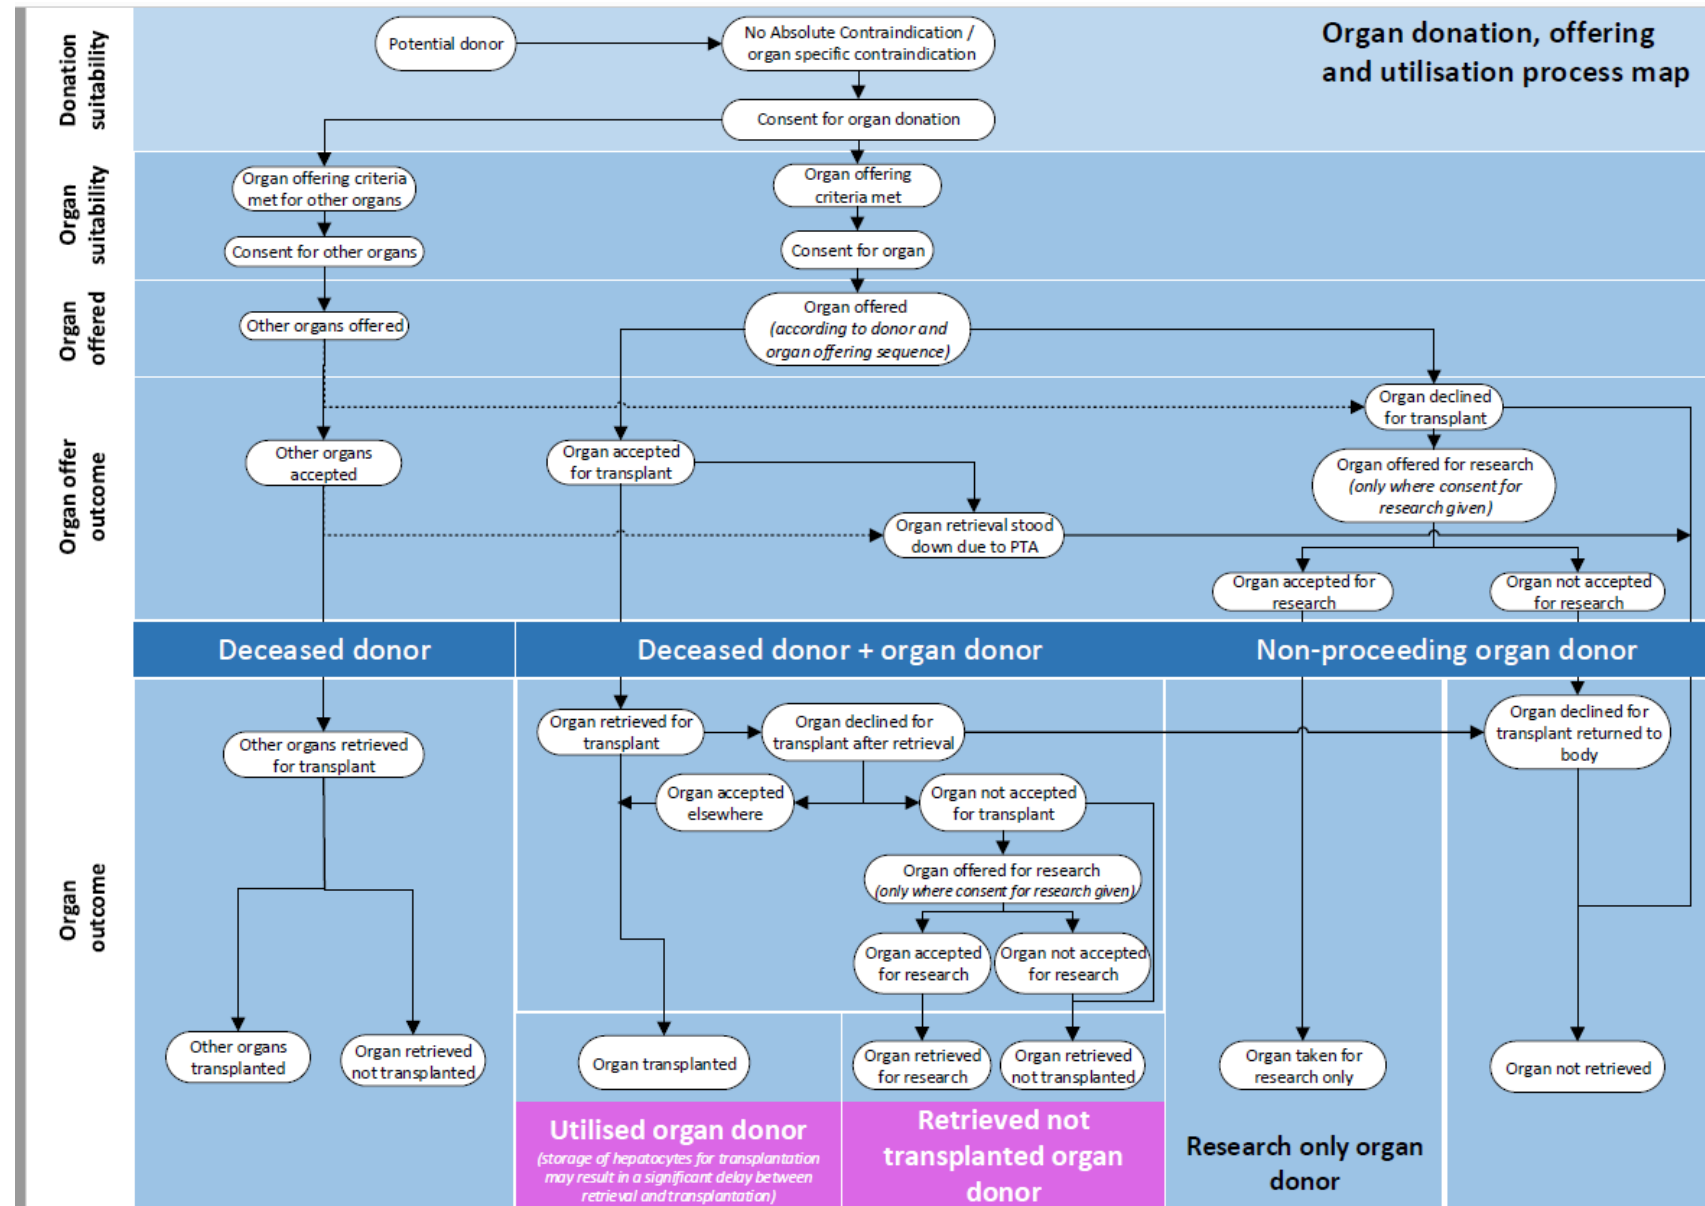 Organ donation, offering
and utilisation process map
Donation
suitability
Potential donor
No Absolute Contraindication /
organ specific contraindication
Consent for organ donation
Organ
suitability
Organ offering criteria
met for other organs
Organ offering
criteria met
Consent for other organs
Consent for organ
Organ
offered
Other organs offered
Organ offered
(according to donor and
organ offering sequence)
Organ offer
outcome
Organ declined
for transplant
Other organs
accepted
Organ accepted
for transplant
Organ offered for research
(only where consent for
research given)
Organ retrieval stood
down due to PTA
Organ accepted for
research
Organ not accepted
for research
Deceased donor
Deceased donor + organ donor
Non-proceeding organ donor
Organ
outcome
Other organs retrieved
for transplant
Organ retrieved for
transplant
Organ declined for
transplant after retrieval
Organ declined for
transplant returned to
body
Organ accepted
elsewhere
Organ not accepted
for transplant
Organ offered for research
(only where consent for research given)
Organ accepted
for research
Organ not accepted
for research
Other organs
transplanted
Organ retrieved
not transplanted
Organ transplanted
Organ retrieved
for research
Organ retrieved
not transplanted
Organ taken for
research only
Organ not retrieved
Utilised organ donor
(storage of hepatocytes for transplantation
may result in a significant delay between
retrieval and transplantation)
Retrieved not
transplanted organ
donor
Research only organ
donor